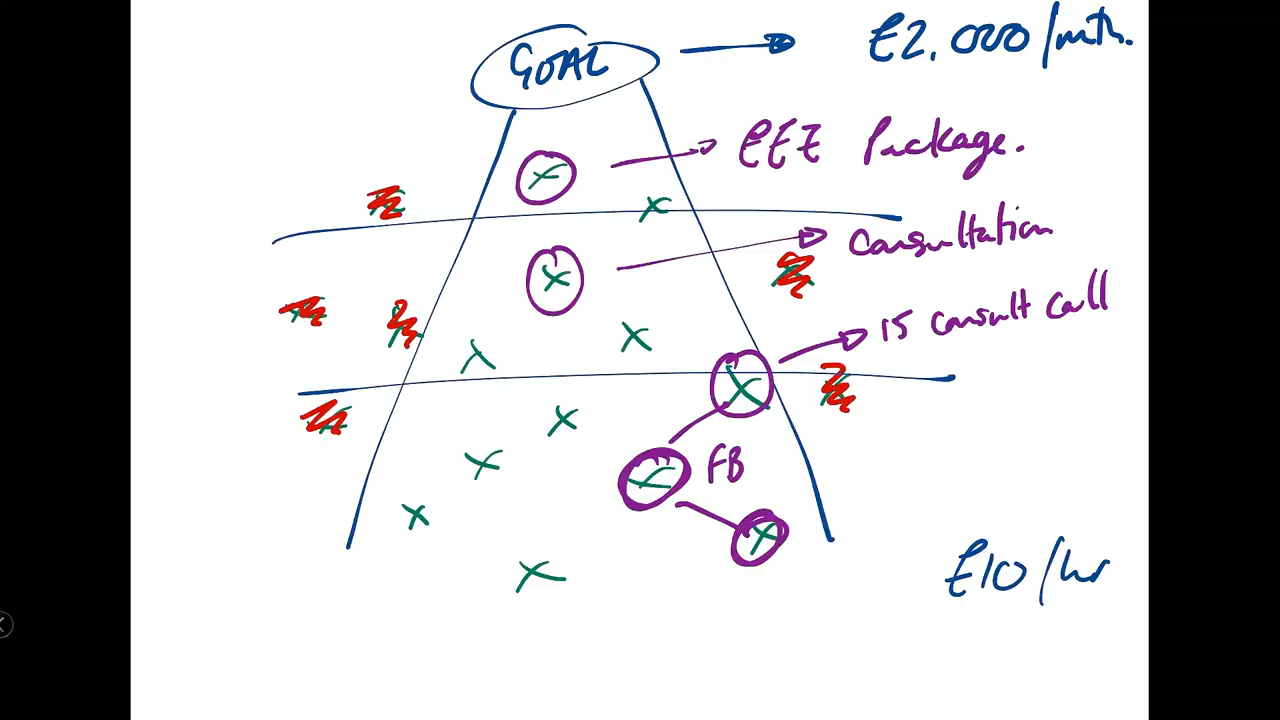 GOAL
£2,000/mth.
£££ Package.
Consultation
15 consult call
FB
£10/hr